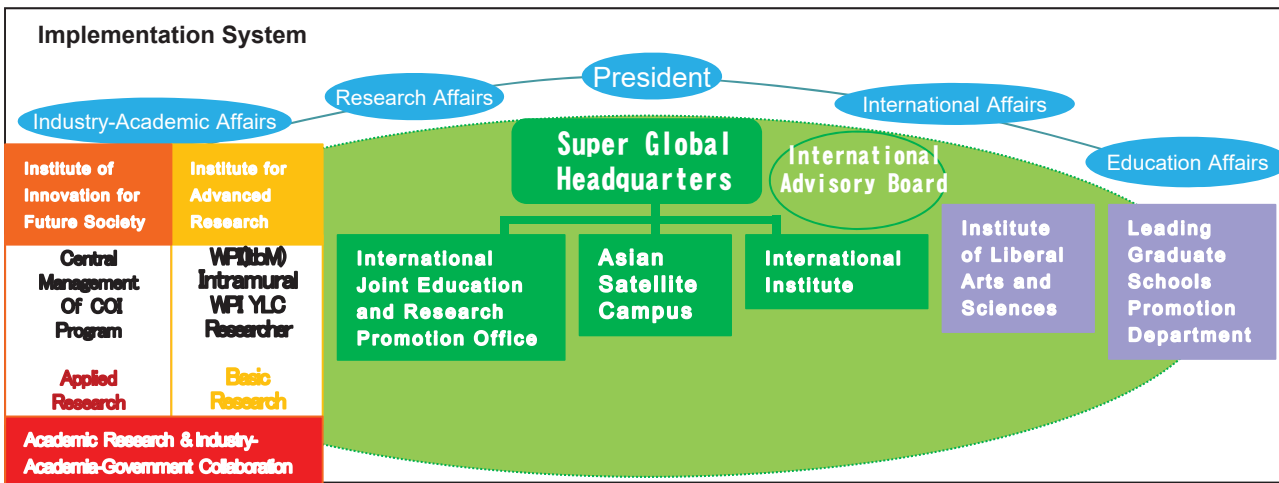 Implementation System
President
Research Affairs
International Affairs
Industry-Academic Affairs
Education Affairs
Super Global
Headquarters
International
Advisory Board
Institute of
Innovation for
Future Society
Institute for
Advanced
Research
Central
Management
Of COI
Program
WPI(ItbM)
Intramural
WPI YLC
Researcher
Applied
Research
Basic
Research
Academic Research & Industry-
Academia-Government Collaboration
International
Joint Education
and Research
Promotion Office
Asian
Satellite
Campus
International
Institute
Institute
of Liberal
Arts and
Sciences
Leading
Graduate
Schools
Promotion
Department